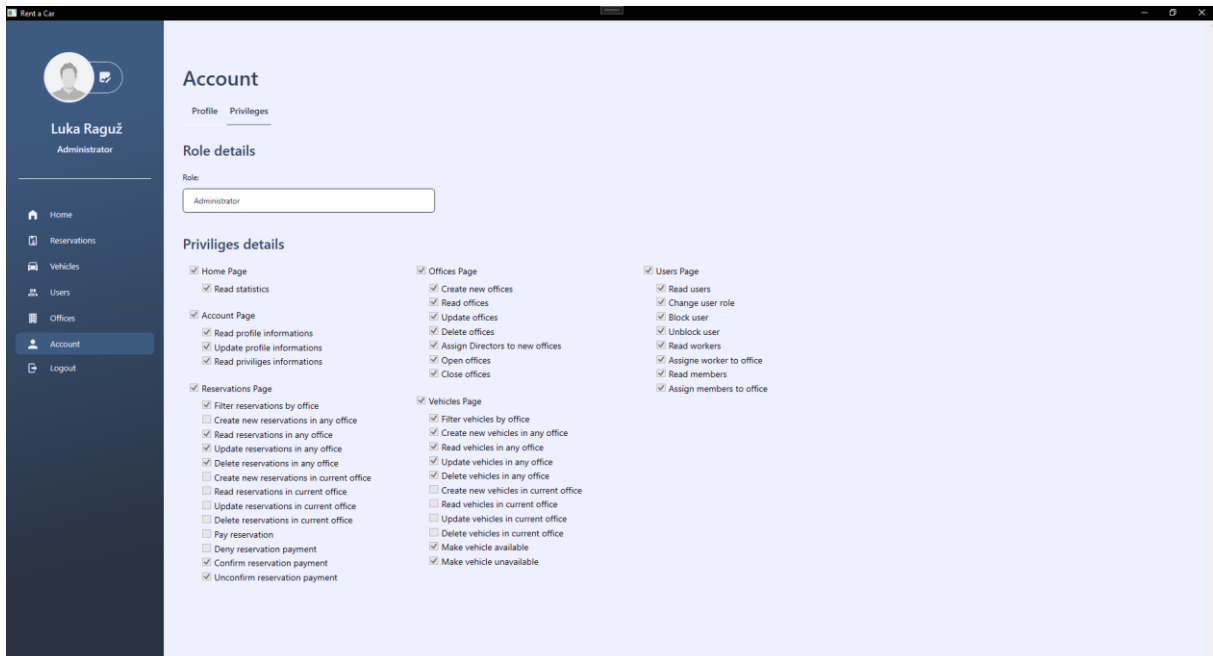 Rent a Car
Luka Raguž
Administrator
Home
Reservations
Vehicles
Users
Offices
Account
Logout
Account
Profile Privileges
Role details
Role:
Administrator
Priviliges details
Home Page
Read statistics
Account Page
Read profile informations
Update profile informations
Read priviliges informations
Reservations Page
Filter reservations by office
Create new reservations in any office
Read reservations in any office
Update reservations in any office
Delete reservations in any office
Create new reservations in current office
Read reservations in current office
Update reservations in current office
Delete reservations in current office
Pay reservation
Deny reservation payment
Confirm reservation payment
Unconfirm reservation payment
Offices Page
Create new offices
Read offices
Update offices
Delete offices
Assign Directors to new offices
Open offices
Close offices
Vehicles Page
Filter vehicles by office
Create new vehicles in any office
Read vehicles in any office
Update vehicles in any office
Delete vehicles in any office
Create new vehicles in current office
Read vehicles in current office
Update vehicles in current office
Delete vehicles in current office
Make vehicle available
Make vehicle unavailable
Users Page
Read users
Change user role
Block user
Unblock user
Read workers
Assigne worker to office
Read members
Assign members to office